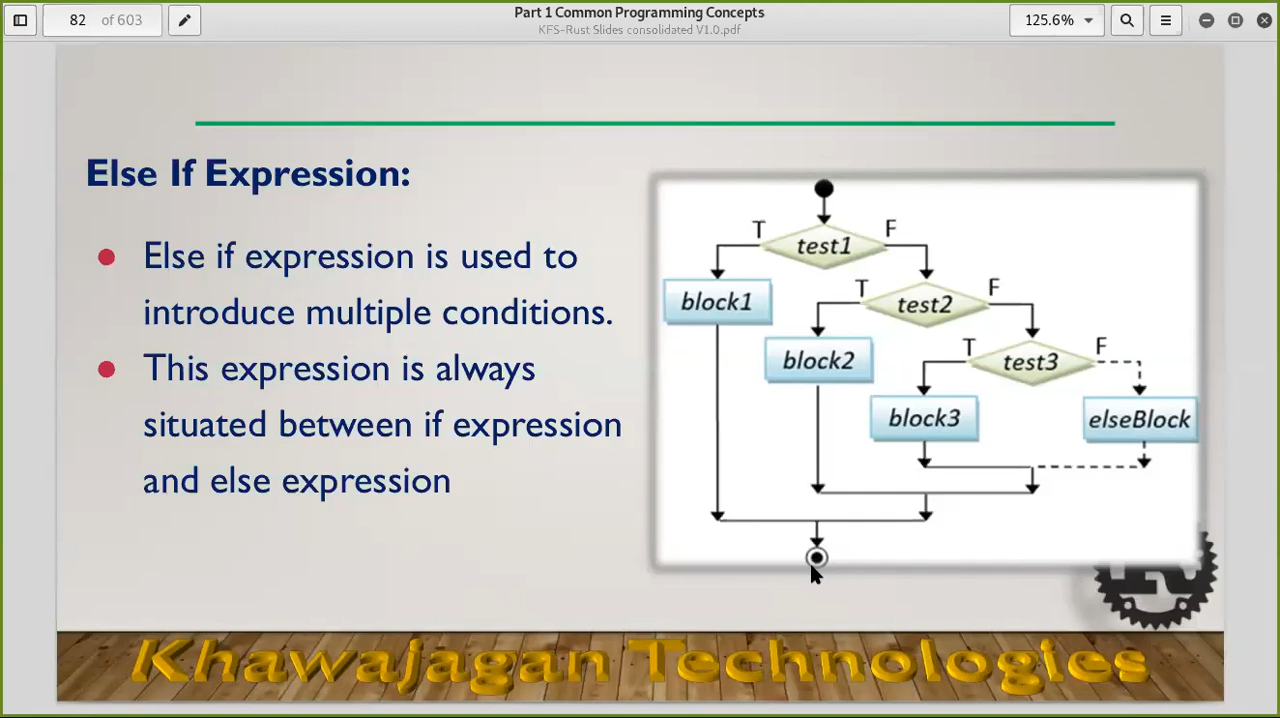 82 of 603
Part 1 Common Programming Concepts
KFS-Rust Slides consolidated V1.0.pdf
125.6%
Else If Expression:
Else if expression is used to
introduce multiple conditions.
This expression is always
situated between if expression
and else expression
T
test1
F
block1
T
test2
F
block2
T
test3
F
block3
elseBlock
Khawajagan Technologies